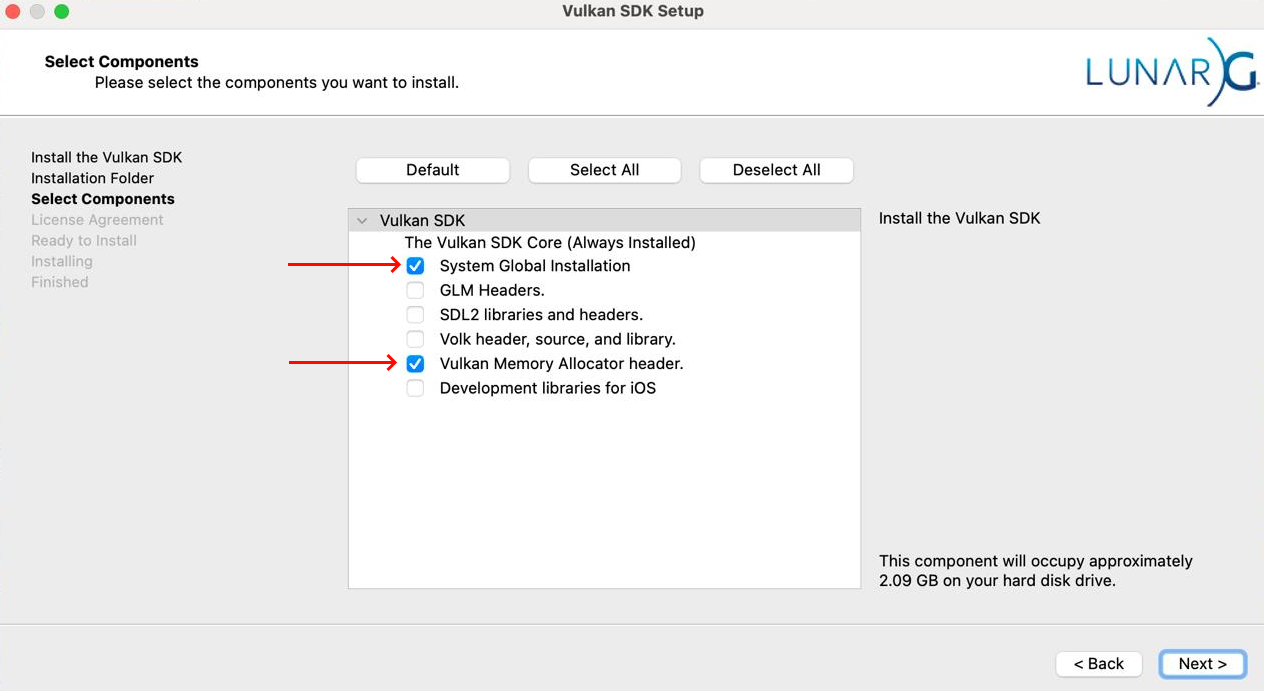 Vulkan SDK Setup
Select Components
Please select the components you want to install.
LUNARG
Install the Vulkan SDK
Installation Folder
Select Components
License Agreement
Ready to Install
Installing
Finished
Default
Select All
Deselect All
Vulkan SDK
The Vulkan SDK Core (Always Installed)
System Global Installation
GLM Headers.
SDL2 libraries and headers.
Volk header, source, and library.
Vulkan Memory Allocator header.
Development libraries for iOS
Install the Vulkan SDK
This component will occupy approximately
2.09 GB on your hard disk drive.
< Back
Next >